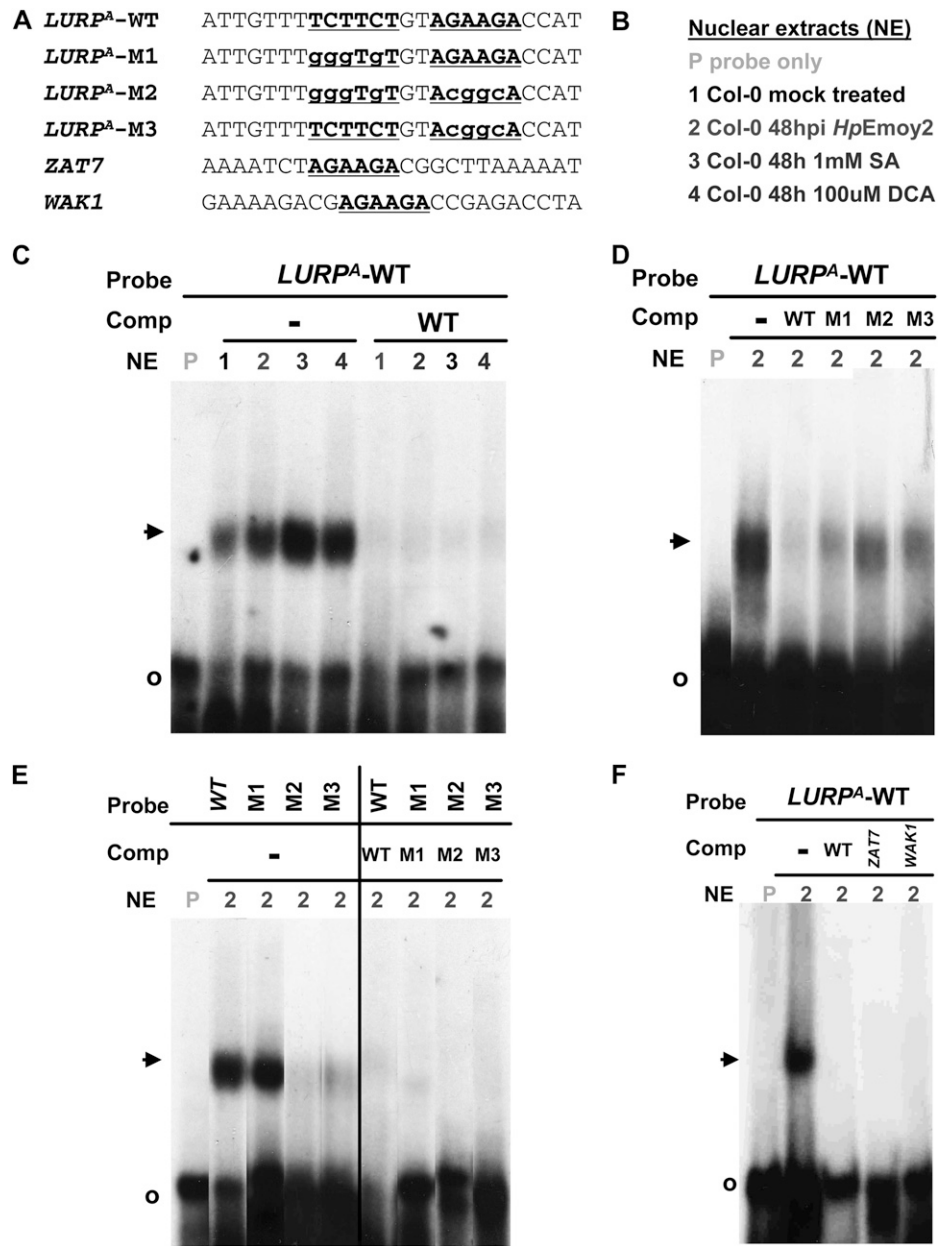 A LURPᴬ-WT ATTGTTTTCTTCTGTAGAAGACCAT
LURPᴬ-M1 ATTGTTTgggTgTGTAGAAGACCAT
LURPᴬ-M2 ATTGTTTgggTgTGTAcggcACCAT
LURPᴬ-M3 ATTGTTTTCTTCTGTAcggcACCAT
ZAT7 AAAATCTAGAAGACGGCTTAAAAAT
WAK1 GAAAAGACGAGAAGACCGAGACCTA
B Nuclear extracts (NE)
P probe only
1 Col-0 mock treated
2 Col-0 48hpi HpEmoy2
3 Col-0 48h 1mM SA
4 Col-0 48h 100uM DCA
C
Probe LURPᴬ-WT
Comp - WT
NE P 1 2 3 4 1 2 3 4
o
D
Probe LURPᴬ-WT
Comp - WT M1 M2 M3
NE P 2 2 2 2 2
o
E
Probe WT M1 M2 M3 WT M1 M2 M3
Comp - WT M1 M2 M3
NE P 2 2 2 2 2 2 2 2
o
F
Probe LURPᴬ-WT
Comp - WT ZAT7 WAK1
NE P 2 2 2 2
o